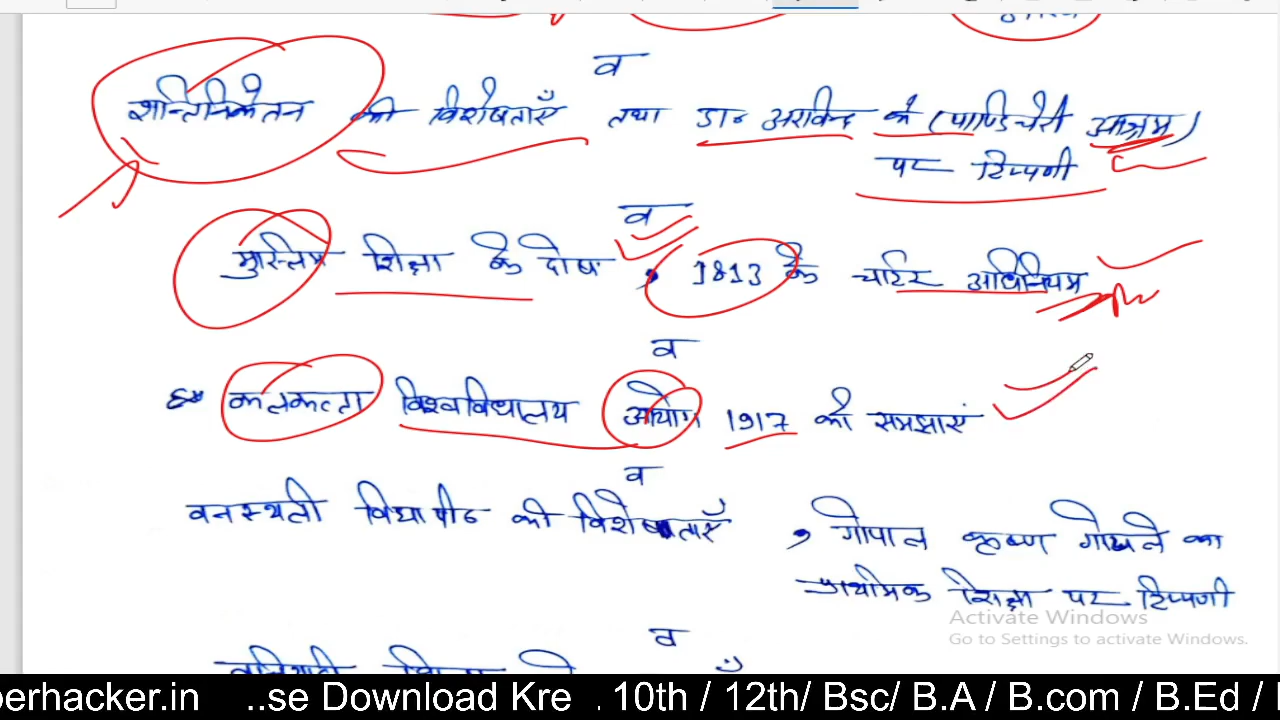 व
शान्तिनिकेतन की विशेषताएँ तथा डा० अरविन्द के (पाण्डिचेरी आश्रम)
पर टिप्पणी
व
मुस्लिम शिक्षा के दोष , 1813 के चार्टर अधिनियम
व
कलकत्ता विश्वविद्यालय आयोग 1917 की समस्याएं
व
वनस्थली विद्यापीठ की विशेषताएँ , गोपाल कृष्ण गोखले का
प्राथमिक शिक्षा पर टिप्पणी
Activate Windows
Go to Settings to activate Windows.
व
perhacker.in ..se Download Kre . 10th / 12th/ Bsc/ B.A / B.com / B.Ed /